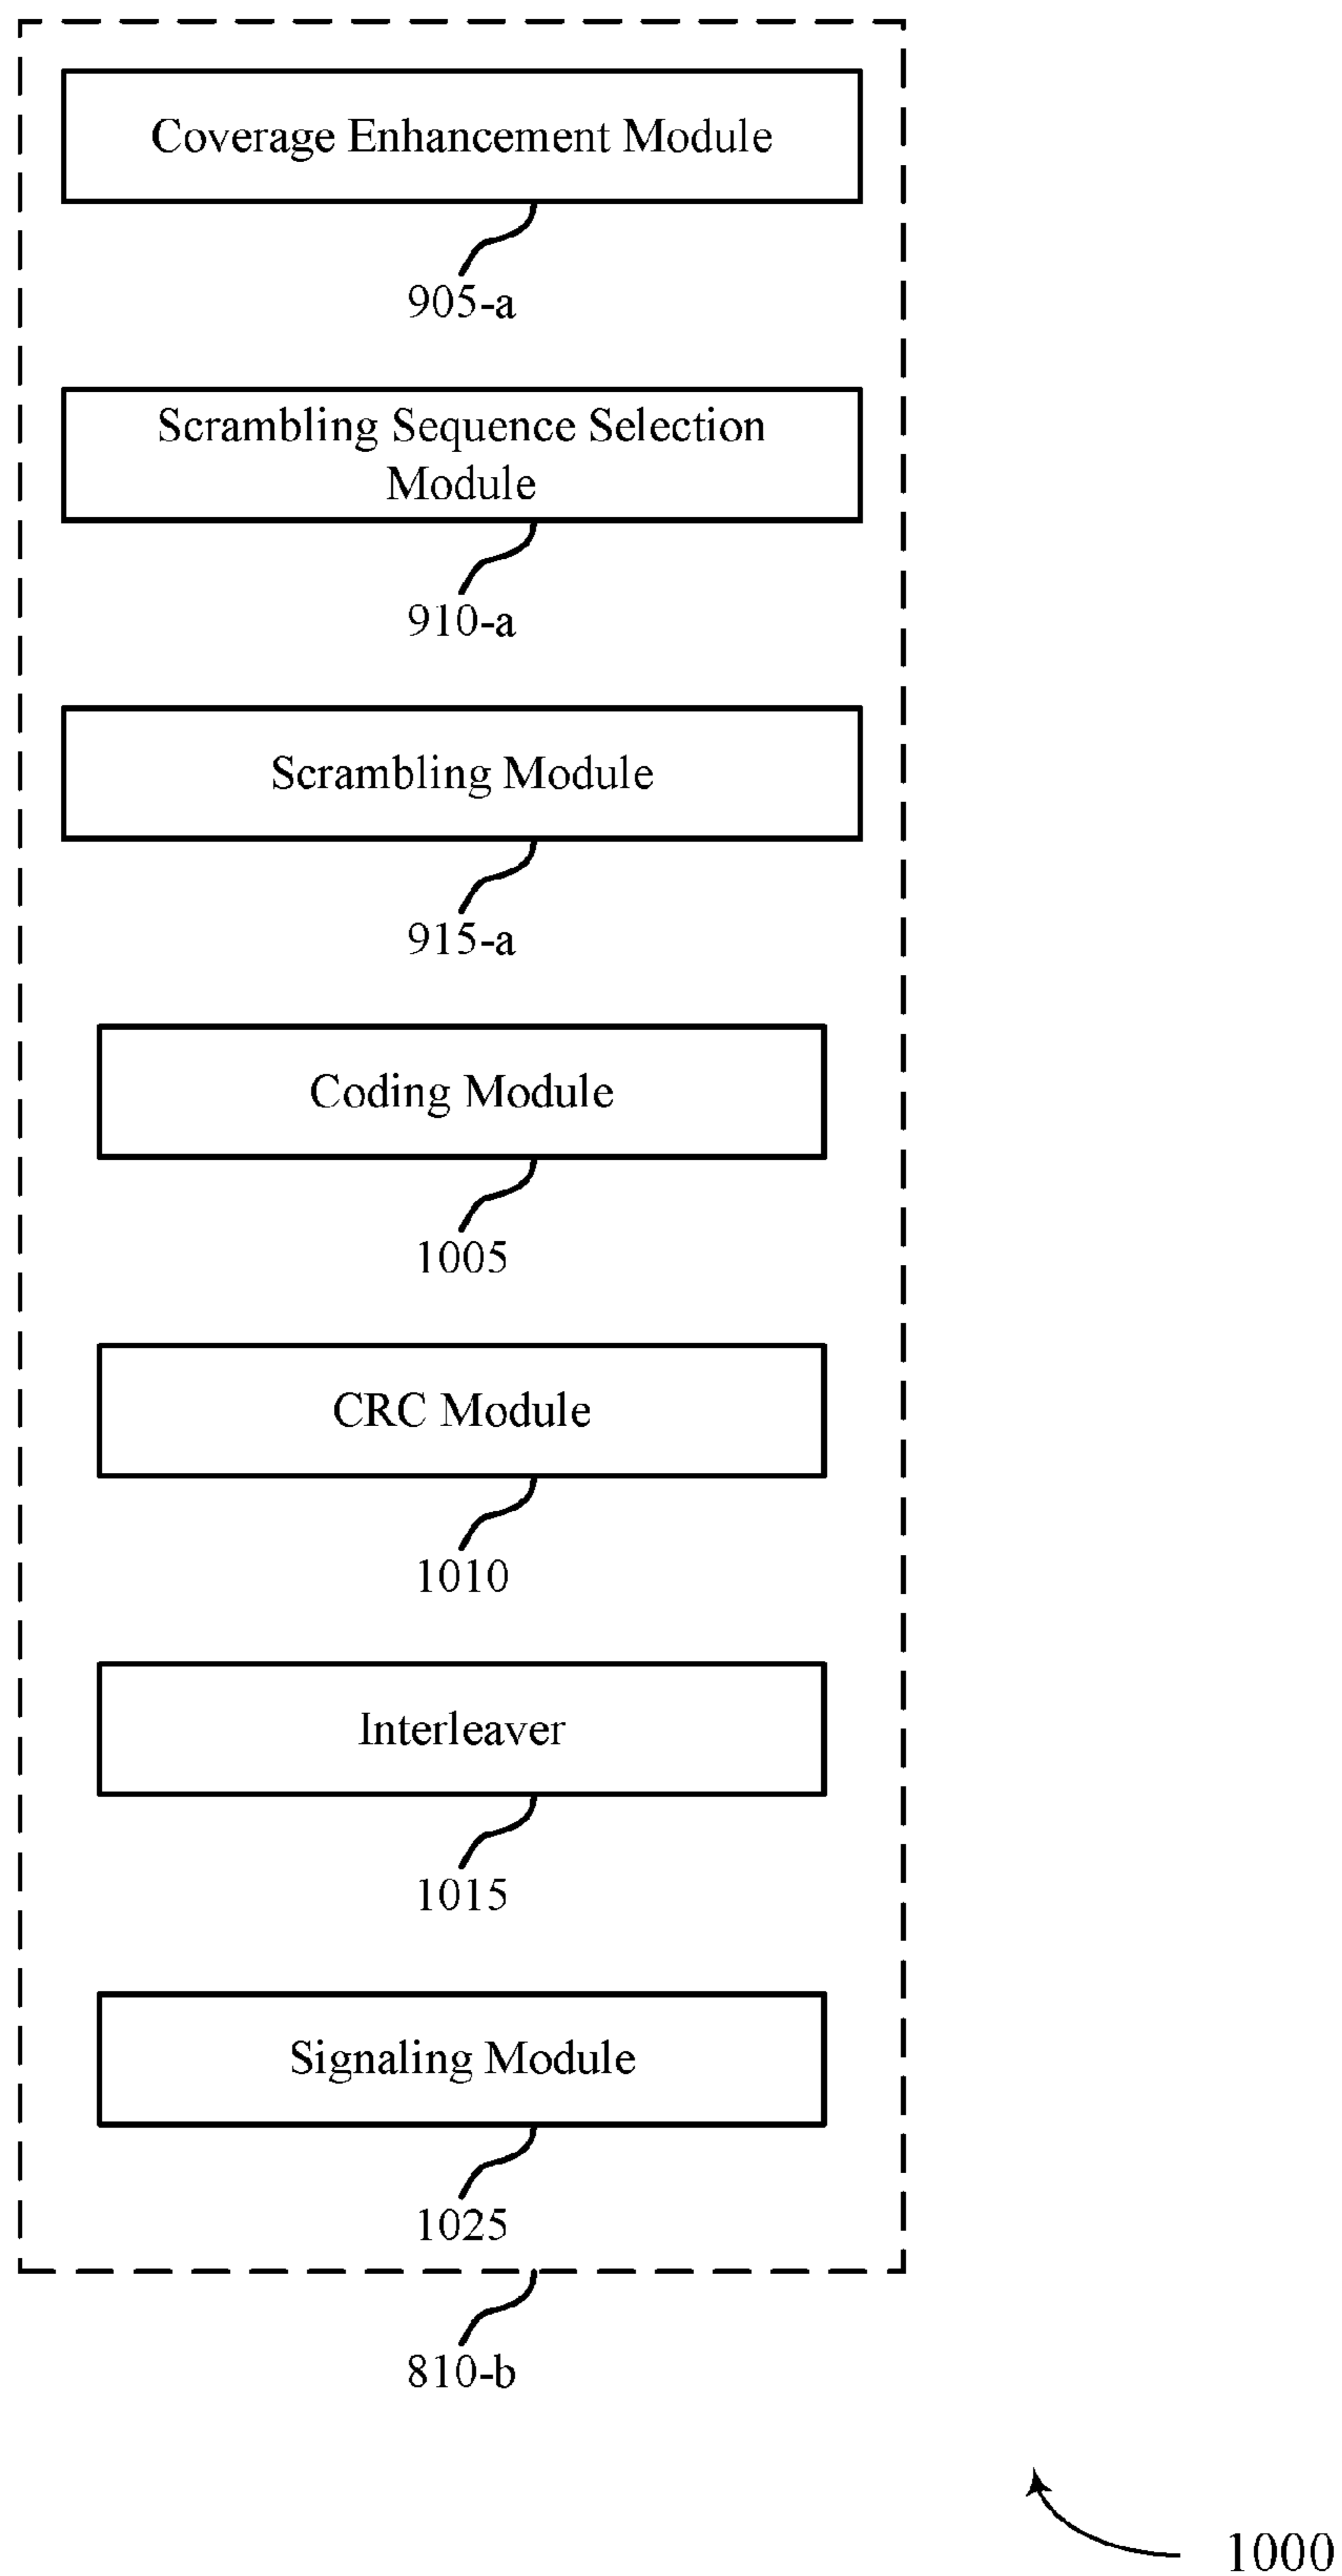 Coverage Enhancement Module
905-a
Scrambling Sequence Selection
Module
910-a
Scrambling Module
915-a
Coding Module
1005
CRC Module
1010
Interleaver
1015
Signaling Module
1025
810-b
1000